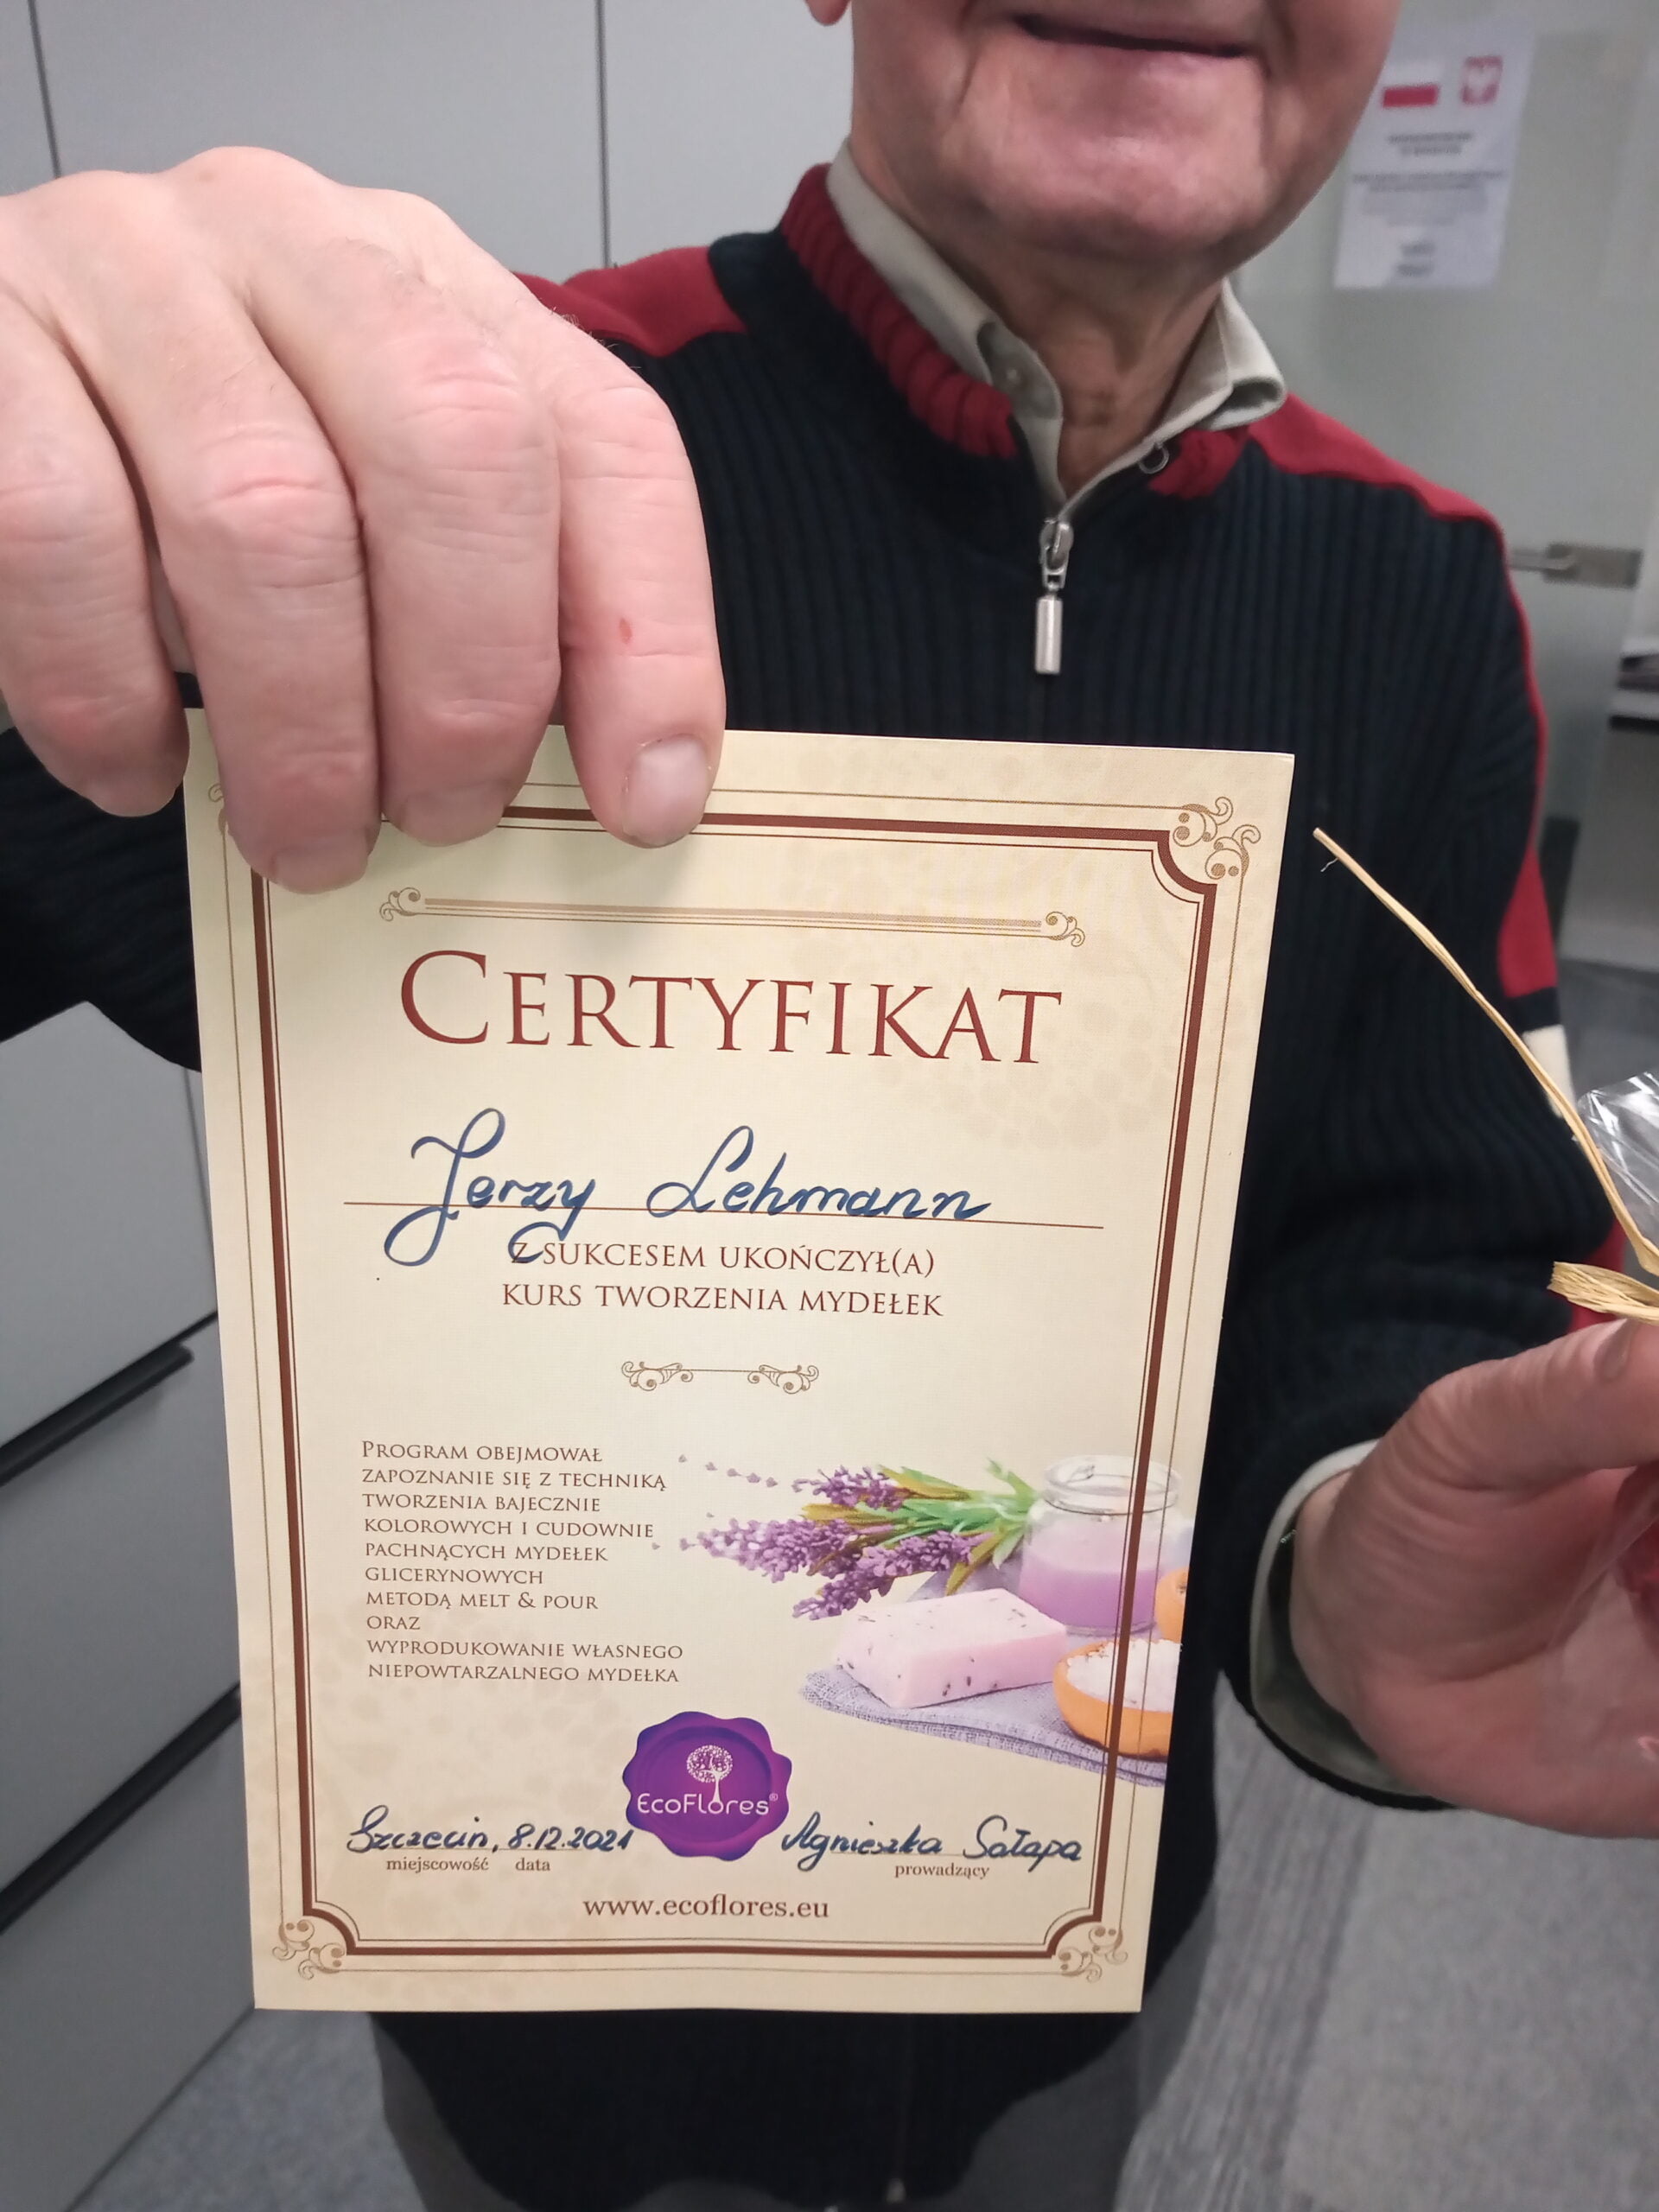 CERTYFIKAT
Jerzy Lehmann
Z SUKCESEM UKOŃCZYŁ(A)
KURS TWORZENIA MYDEŁEK
PROGRAM OBEJMOWAŁ
ZAPOZNANIE SIĘ Z TECHNIKĄ
TWORZENIA BAJECZNIE
KOLOROWYCH I CUDOWNIE
PACHNĄCYCH MYDEŁEK
GLICERYNOWYCH
METODĄ MELT & POUR
ORAZ
WYPRODUKOWANIE WŁASNEGO
NIEPOWTARZALNEGO MYDEŁKA
EcoFlores®
Szczecin, 8.12.2021
miejscowość data
Agnieszka Sałapa
prowadzący
www.ecoflores.eu